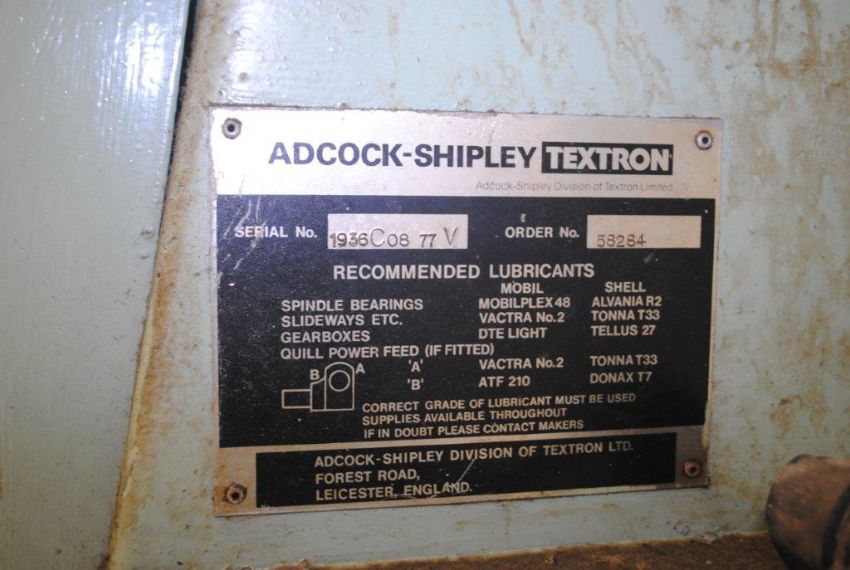 ADCOCK-SHIPLEY TEXTRON
Adcock-Shipley Division of Textron Limited
SERIAL No. 1936C08 77 V ORDER No. 58284
RECOMMENDED LUBRICANTS
MOBIL SHELL
SPINDLE BEARINGS MOBILPLEX 48 ALVANIA R2
SLIDEWAYS ETC. VACTRA No.2 TONNA T33
GEARBOXES DTE LIGHT TELLUS 27
QUILL POWER FEED (IF FITTED)
B A 'A' VACTRA No.2 TONNA T33
'B' ATF 210 DONAX T7
CORRECT GRADE OF LUBRICANT MUST BE USED
SUPPLIES AVAILABLE THROUGHOUT
IF IN DOUBT PLEASE CONTACT MAKERS
ADCOCK-SHIPLEY DIVISION OF TEXTRON LTD.
FOREST ROAD,
LEICESTER, ENGLAND.